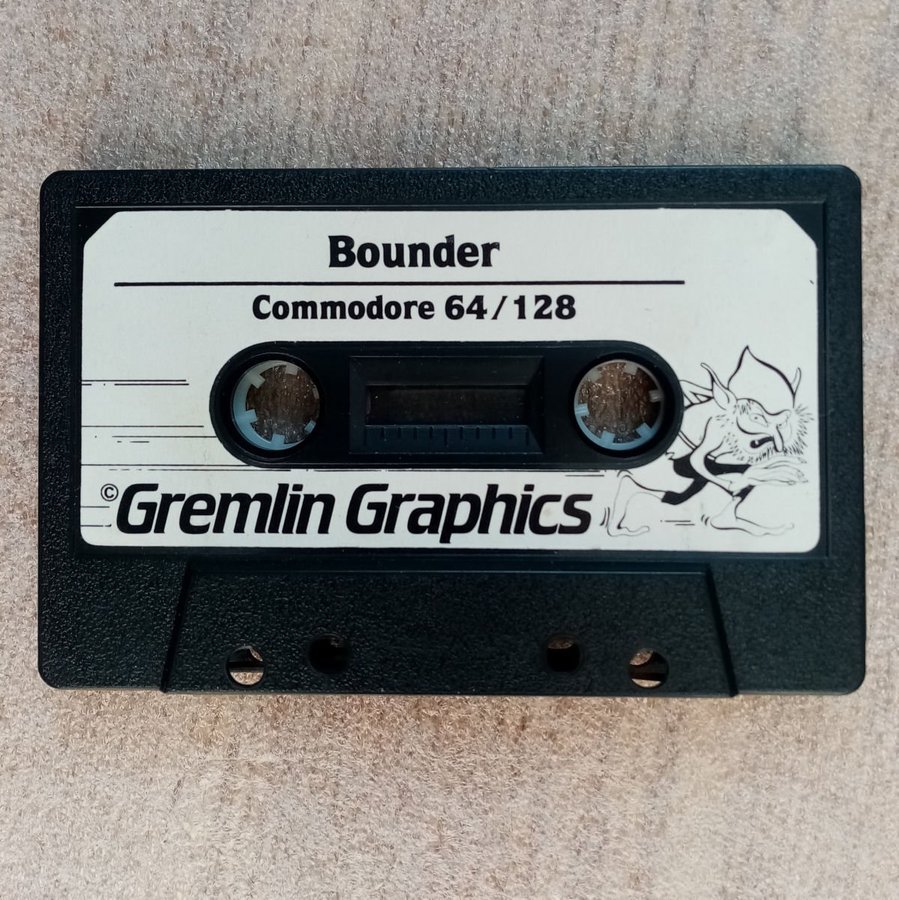 Bounder
Commodore 64/128
© Gremlin Graphics